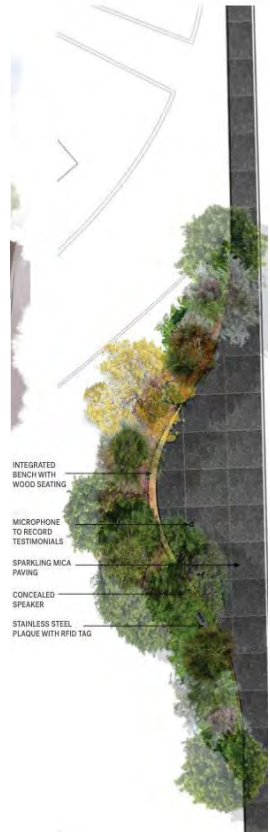 INTEGRATED
BENCH WITH
WOOD SEATING
MICROPHONE
TO RECORD
TESTIMONIALS
SPARKLING MICA
PAVING
CONCEALED
SPEAKER
STAINLESS STEEL
PLAQUE WITH RFID TAG